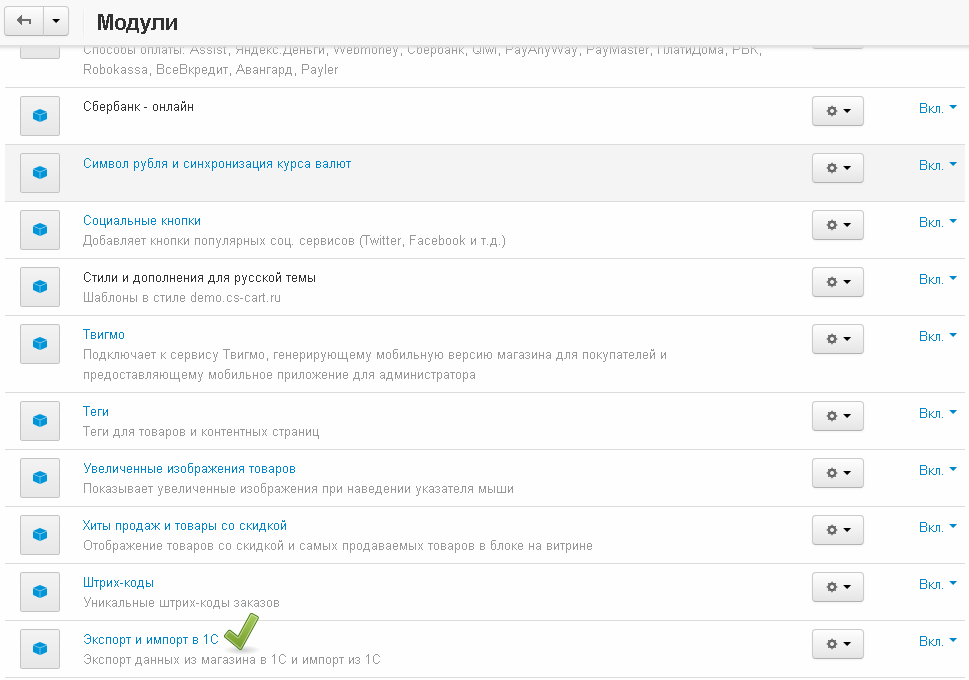 Модули
Способы оплаты: Assist, Яндекс.Деньги, Webmoney, Сбербанк, Qiwi, PayAnyWay, PayMaster, ПлатиДома, РБК,
Robokassa, ВсеВкредит, Авангард, Payler
Сбербанк - онлайн
Вкл.
Символ рубля и синхронизация курса валют
Вкл.
Социальные кнопки
Вкл.
Добавляет кнопки популярных соц. сервисов (Twitter, Facebook и т.д.)
Стили и дополнения для русской темы
Вкл.
Шаблоны в стиле demo.cs-cart.ru
Твигмо
Вкл.
Подключает к сервису Твигмо, генерирующему мобильную версию магазина для покупателей и
предоставляющему мобильное приложение для администратора
Теги
Вкл.
Теги для товаров и контентных страниц
Увеличенные изображения товаров
Вкл.
Показывает увеличенные изображения при наведении указателя мыши
Хиты продаж и товары со скидкой
Вкл.
Отображение товаров со скидкой и самых продаваемых товаров в блоке на витрине
Штрих-коды
Вкл.
Уникальные штрих-коды заказов
Экспорт и импорт в 1С
Вкл.
Экспорт данных из магазина в 1С и импорт из 1С